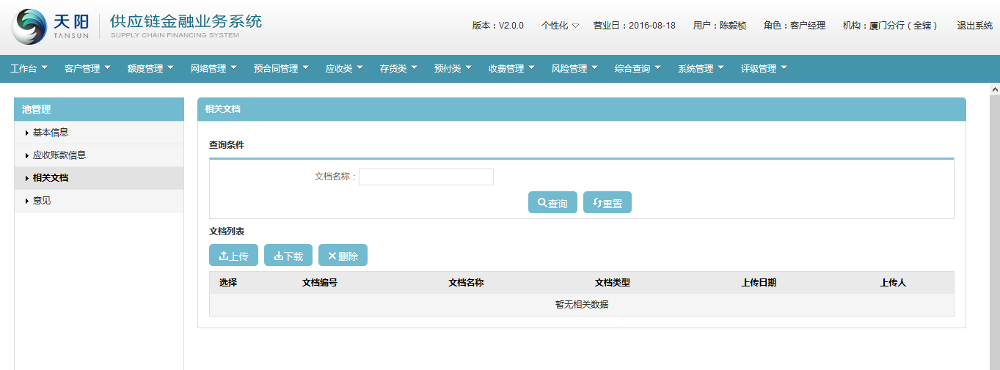 天阳
TANSUN
供应链金融业务系统
SUPPLY CHAIN FINANCING SYSTEM
版本：V2.0.0 个性化 营业日：2016-08-18 用户：陈毅桢 角色：客户经理 机构：厦门分行（全辖） 退出系统
工作台 客户管理 额度管理 网络管理 预合同管理 应收类 存货类 预付类 收费管理 风险管理 综合查询 系统管理 评级管理
池管理
基本信息
应收账款信息
相关文档
意见
相关文档
查询条件
文档名称：
查询 重置
文档列表
上传 下载 删除
选择 文档编号 文档名称 文档类型 上传日期 上传人
暂无相关数据